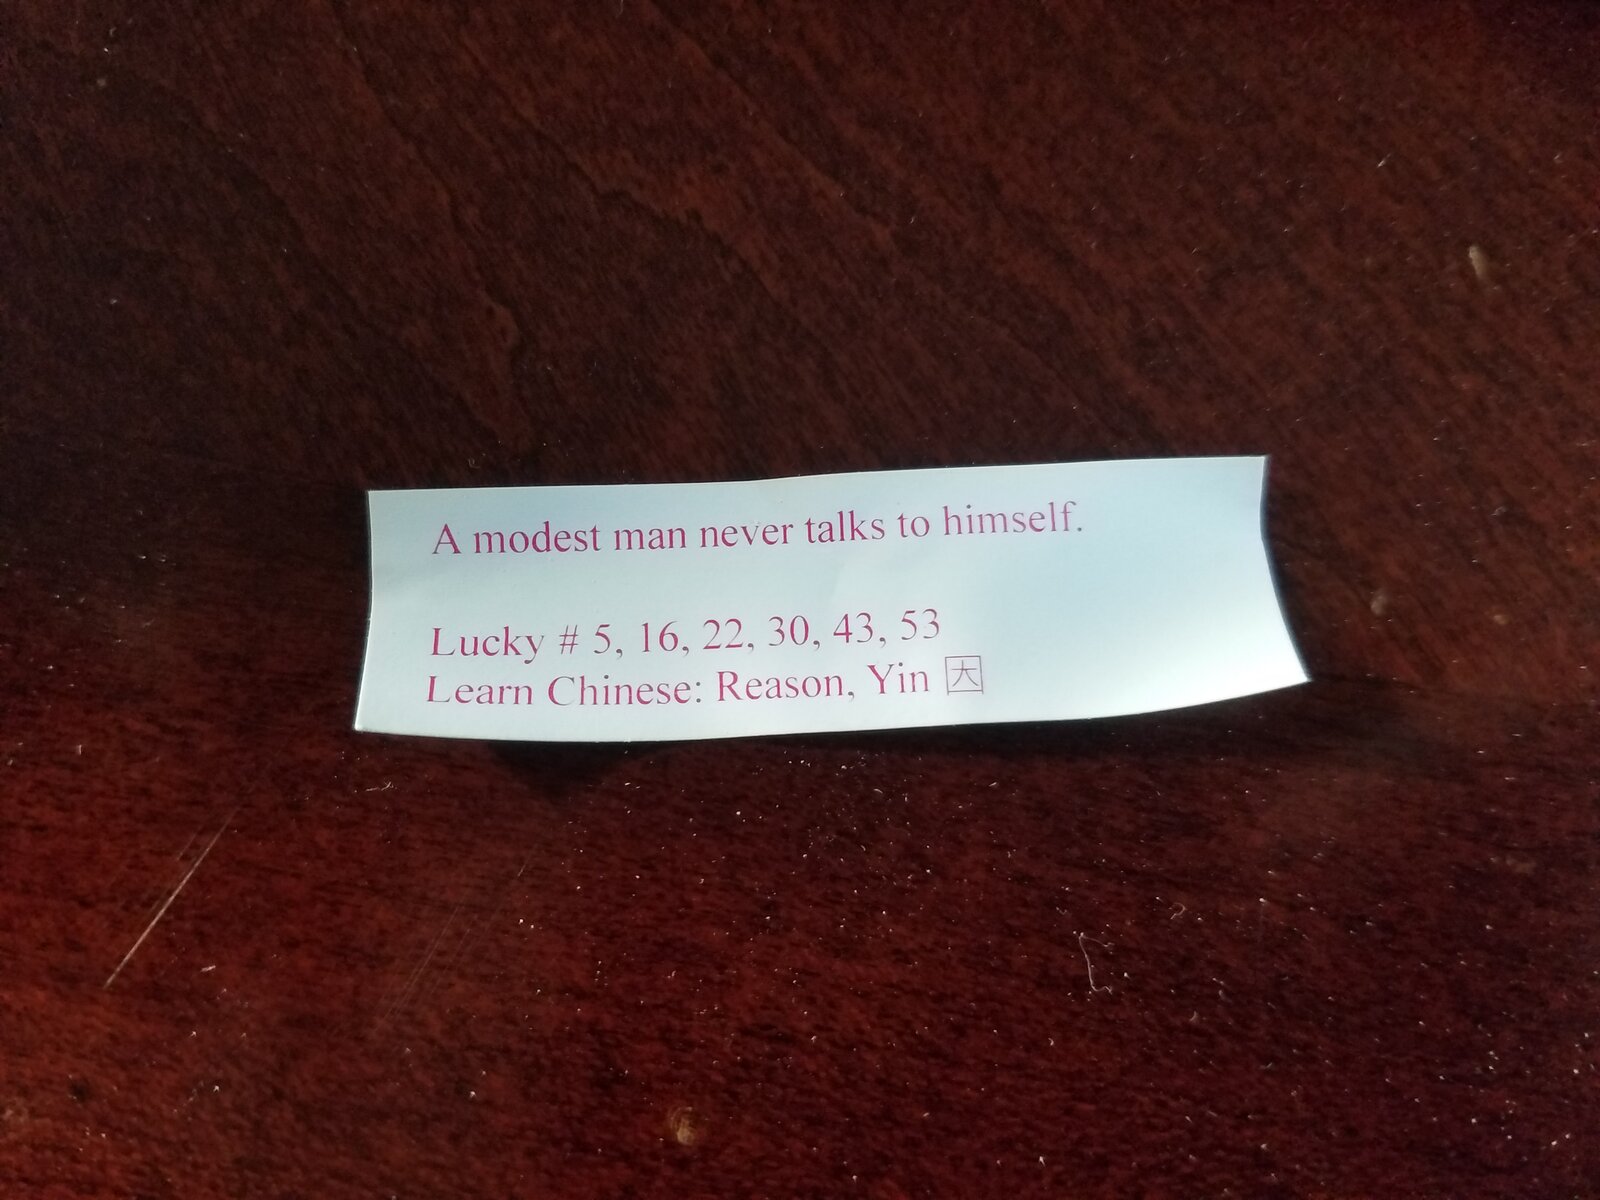 A modest man never talks to himself.
Lucky # 5, 16, 22, 30, 43, 53
Learn Chinese: Reason, Yin 因